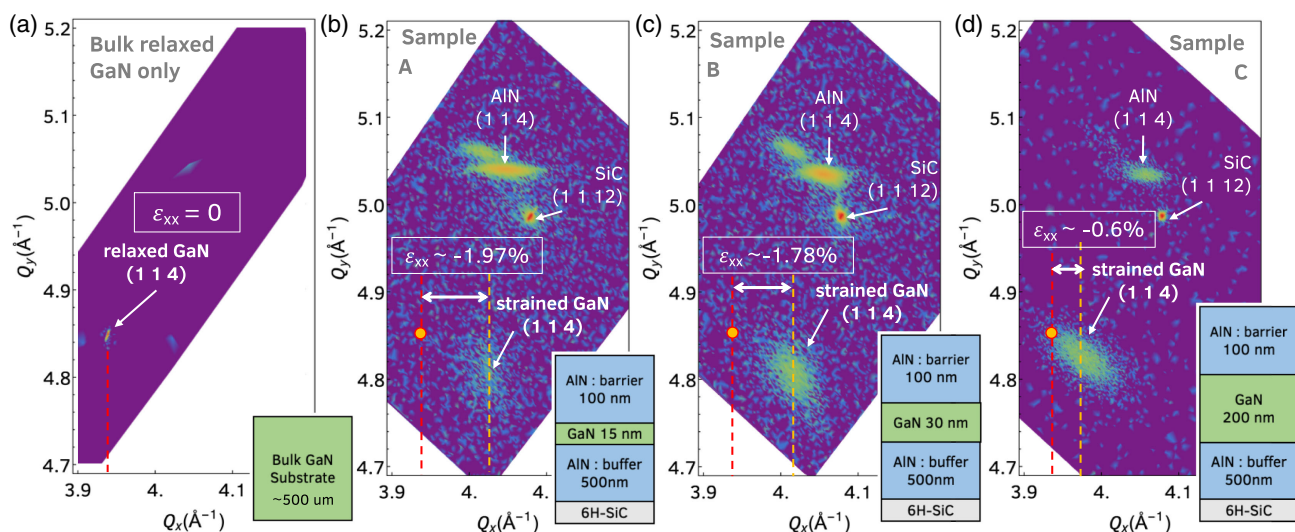 (a)
Bulk relaxed
GaN only
εxx = 0
relaxed GaN
(1 1 4)
Bulk GaN
Substrate
~500 um
5.2
5.1
5.0
4.9
4.8
4.7
Qy(Å⁻¹)
3.9
4.
4.1
Qx(Å⁻¹)
(b)
Sample
A
AlN
(1 1 4)
SiC
(1 1 12)
εxx ~ -1.97%
strained GaN
(1 1 4)
AlN : barrier
100 nm
GaN 15 nm
AlN : buffer
500nm
6H-SiC
5.2
5.1
5.0
4.9
4.8
4.7
Qy(Å⁻¹)
3.9
4.
4.
Qx(Å⁻¹)
(c)
Sample
B
AlN
(1 1 4)
SiC
(1 1 12)
εxx ~ -1.78%
strained GaN
(1 1 4)
AlN : barrier
100 nm
GaN 30 nm
AlN : buffer
500nm
6H-SiC
5.2
5.1
5.0
4.9
4.8
4.7
Qy(Å⁻¹)
3.9
4.
4.1
Qx(Å⁻¹)
(d)
Sample
C
AlN
(1 1 4)
SiC
(1 1 12)
εxx ~ -0.6%
strained GaN
(1 1 4)
AlN : barrier
100 nm
GaN
200 nm
AlN : buffer
500nm
6H-SiC
5.2
5.1
5.0
4.9
4.8
4.7
Qy(Å⁻¹)
3.9
4.
4.1
Qx(Å⁻¹)